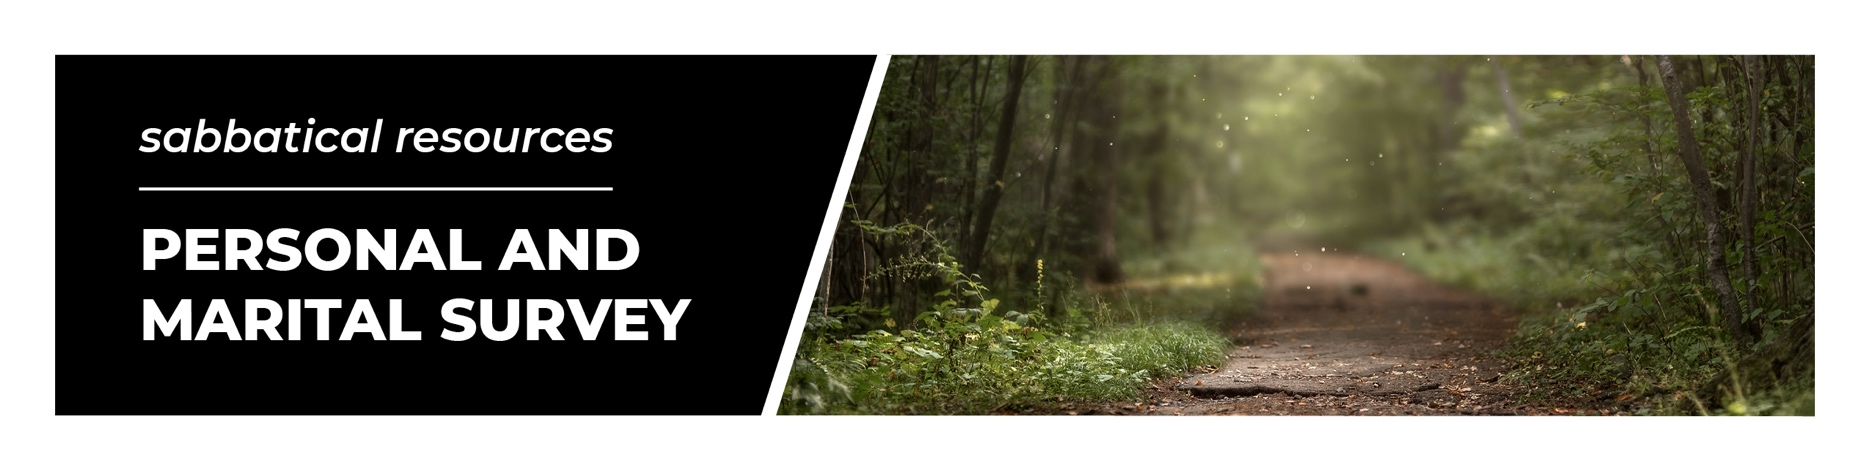 sabbatical resources
PERSONAL AND
MARITAL SURVEY